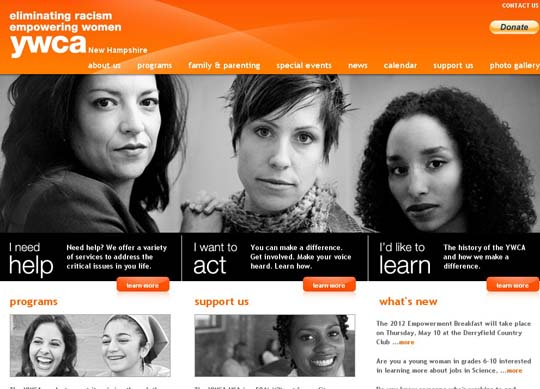 CONTACT US
eliminating racism
empowering women
ywca New Hampshire
Donate
about us programs family & parenting special events news calendar support us photo gallery
I need
help
Need help? We offer a variety
of services to address the
critical issues in you life.
learn more
I want to
act
You can make a difference.
Get involved. Make your voice
heard. Learn how.
learn more
I'd like to
learn
The history of the YWCA
and how we make a
difference.
learn more
programs
support us
what's new
The 2012 Empowerment Breakfast will take place
on Thursday, May 10 at the Derryfield Country
Club ...more
Are you a young woman in grades 6-10 interested
in learning more about jobs in Science, ...more